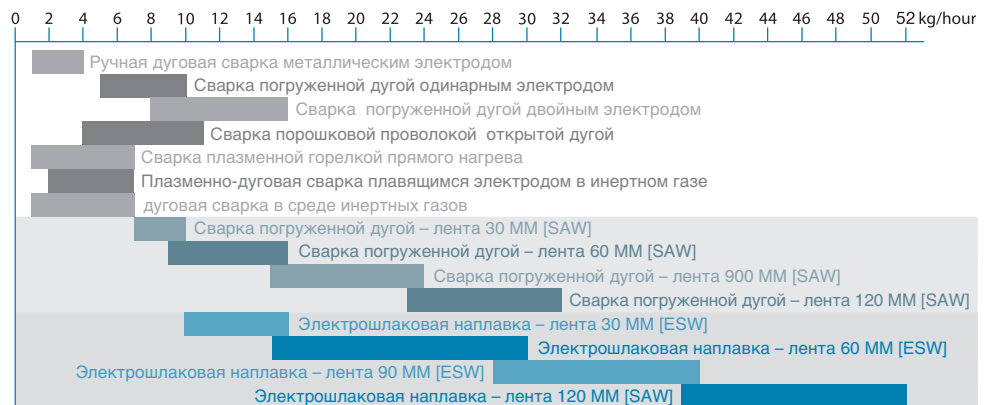 0 2 4 6 8 10 12 14 16 18 20 22 24 26 28 30 32 34 36 38 40 42 44 46 48 50 52 kg/hour
Ручная дуговая сварка металлическим электродом
Сварка погруженной дугой одинарным электродом
Сварка погруженной дугой двойным электродом
Сварка порошковой проволокой открытой дугой
Сварка плазменной горелкой прямого нагрева
Плазменно-дуговая сварка плавящимся электродом в инертном газе
дуговая сварка в среде инертных газов
Сварка погруженной дугой – лента 30 ММ [SAW]
Сварка погруженной дугой – лента 60 ММ [SAW]
Сварка погруженной дугой – лента 900 ММ [SAW]
Сварка погруженной дугой – лента 120 ММ [SAW]
Электрошлаковая наплавка – лента 30 ММ [ESW]
Электрошлаковая наплавка – лента 60 ММ [ESW]
Электрошлаковая наплавка – лента 90 ММ [ESW]
Электрошлаковая наплавка – лента 120 ММ [SAW]